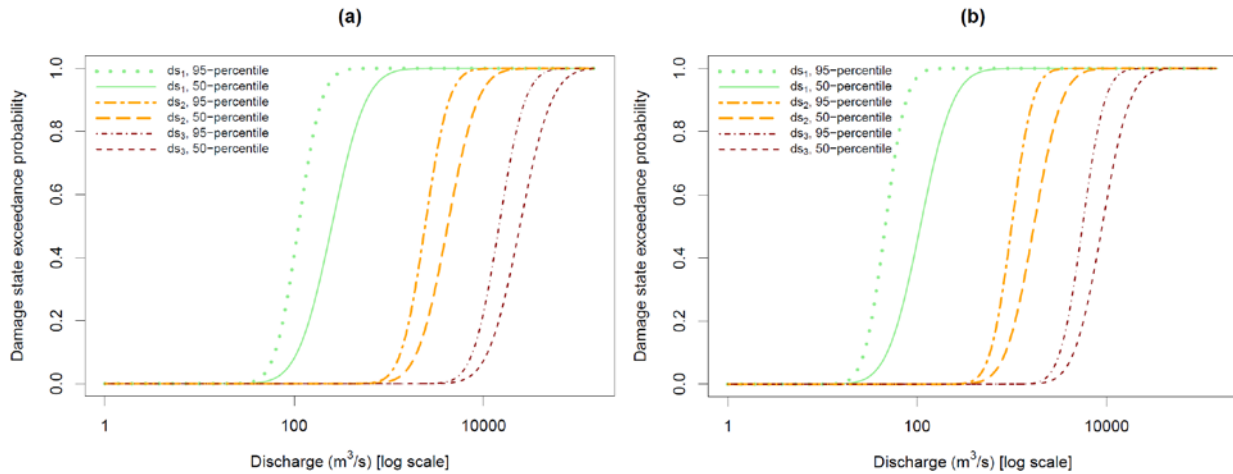 (a)
Damage state exceedance probability
1.0
0.8
0.6
0.4
0.2
0.0
ds₁, 95−percentile
ds₁, 50−percentile
ds₂, 95−percentile
ds₂, 50−percentile
ds₃, 95−percentile
ds₃, 50−percentile
1 100 10000
Discharge (m³/s) [log scale]
(b)
Damage state exceedance probability
1.0
0.8
0.6
0.4
0.2
0.0
ds₁, 95−percentile
ds₁, 50−percentile
ds₂, 95−percentile
ds₂, 50−percentile
ds₃, 95−percentile
ds₃, 50−percentile
1 100 10000
Discharge (m³/s) [log scale]